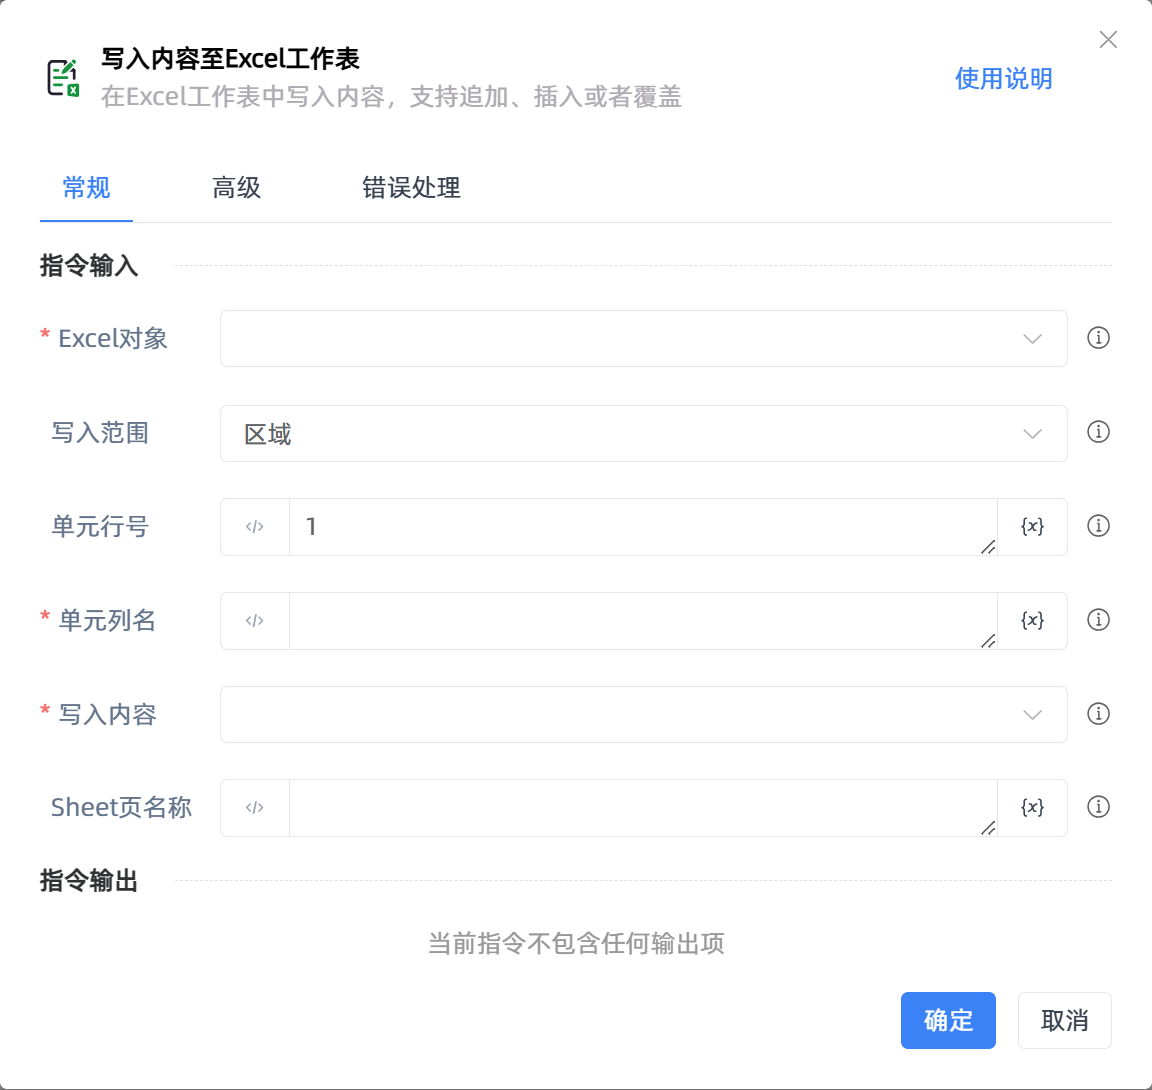 写入内容至Excel工作表
在Excel工作表中写入内容，支持追加、插入或者覆盖
使用说明
常规 高级 错误处理
指令输入
* Excel对象
写入范围 区域
单元行号 </> 1 {x}
* 单元列名 </> {x}
* 写入内容
Sheet页名称 </> {x}
指令输出
当前指令不包含任何输出项
确定 取消